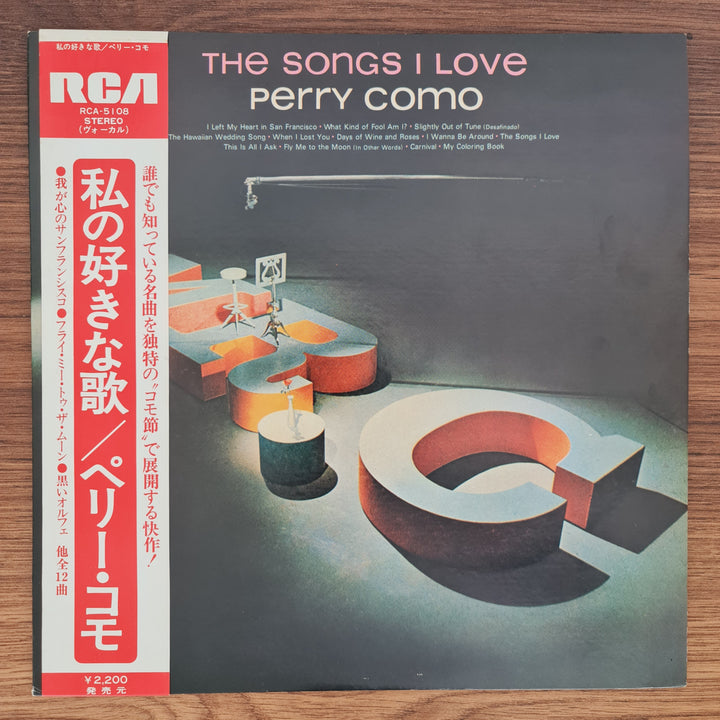 私の好きな歌／ペリー・コモ
RCA
RCA-5108
STEREO
(ヴォーカル)
誰でも知っている名曲を独特の"コモ節"で展開する快作!
私の好きな歌／ペリー・コモ
●我が心のサンフランシスコ●フライ・ミー・トゥ・ザ・ムーン●黒いオルフェ 他全12曲
¥2,200
発売元
THE SONGS I LOVE
PERRY COMO
I Left My Heart in San Francisco • What Kind of Fool Am I? • Slightly Out of Tune (Desafinado)
The Hawaiian Wedding Song • When I Lost You • Days of Wine and Roses • I Wanna Be Around • The Songs I Love
This Is All I Ask • Fly Me to the Moon (In Other Words) • Carnival • My Coloring Book